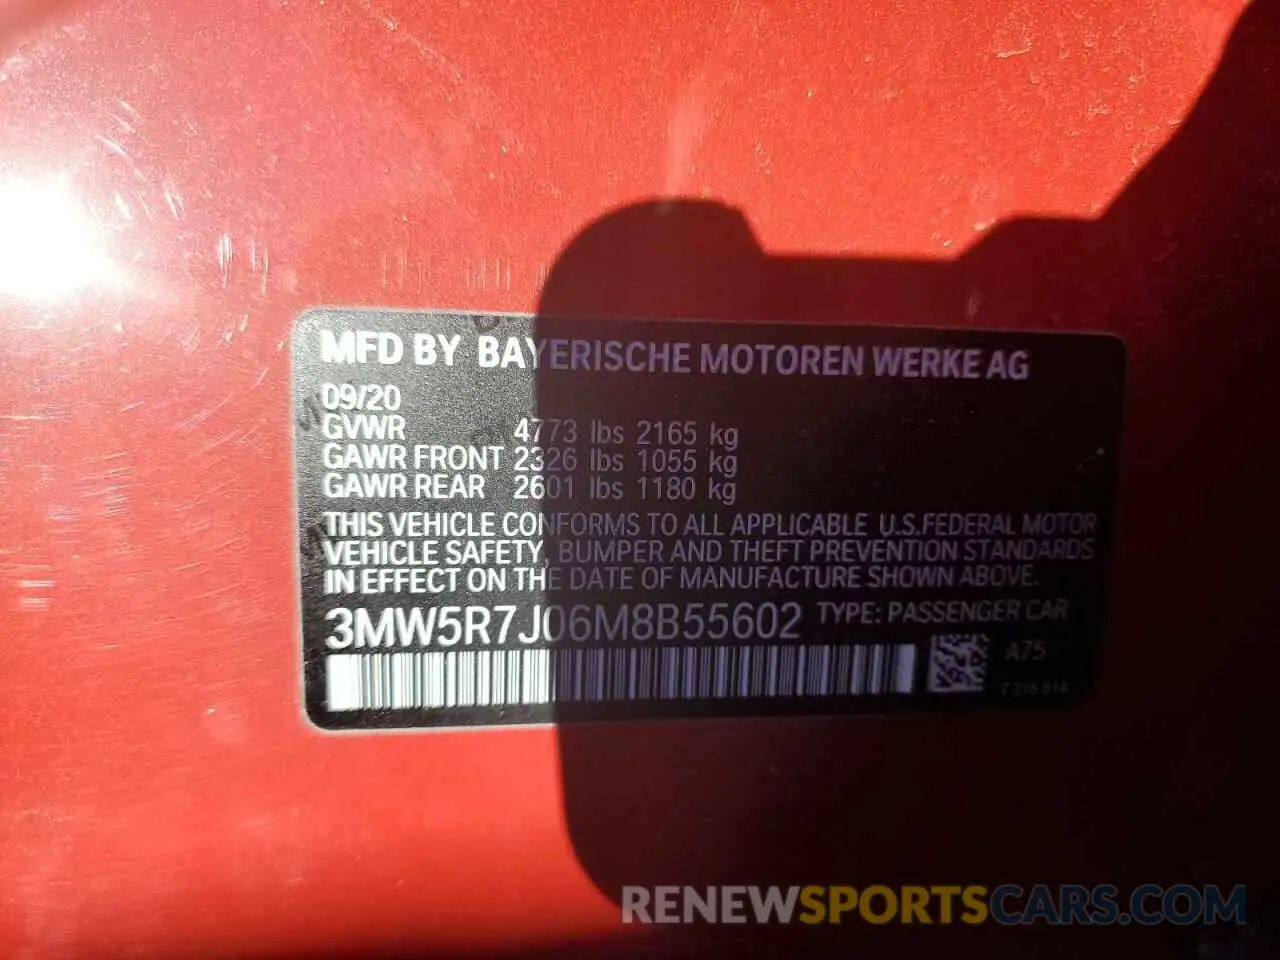 MFD BY BAYERISCHE MOTOREN WERKE AG
09/20
GVWR 4773 lbs 2165 kg
GAWR FRONT 2326 lbs 1055 kg
GAWR REAR 2601 lbs 1180 kg
THIS VEHICLE CONFORMS TO ALL APPLICABLE U.S.FEDERAL MOTOR
VEHICLE SAFETY, BUMPER AND THEFT PREVENTION STANDARDS
IN EFFECT ON THE DATE OF MANUFACTURE SHOWN ABOVE.
3MW5R7J06M8B55602 TYPE: PASSENGER CAR
A75
RENEWSPORTSCARS.COM